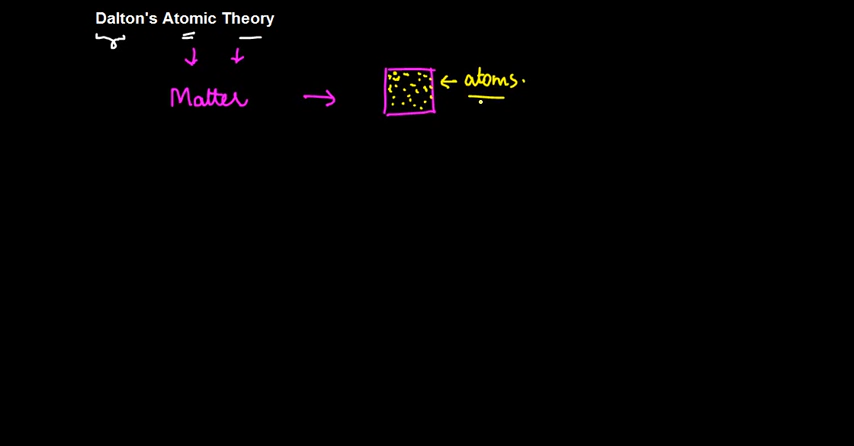 Dalton's Atomic Theory
Matter → ← atoms.